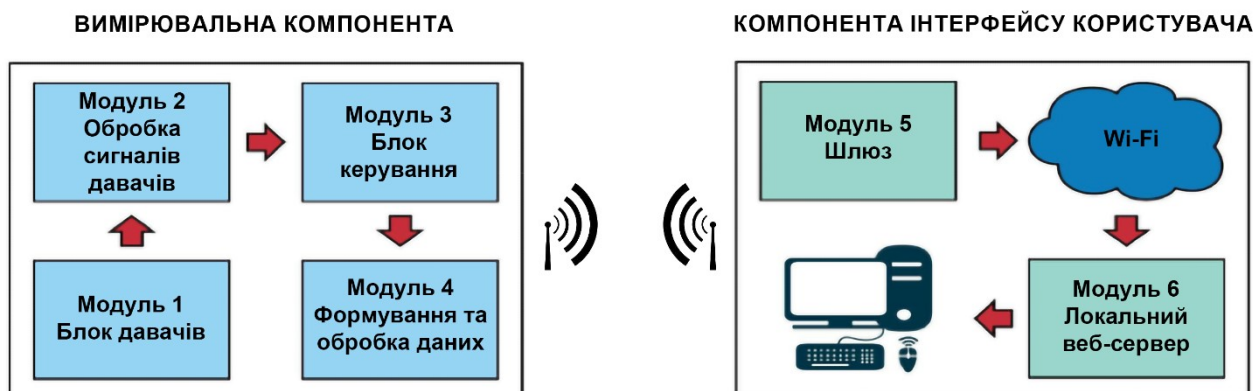 ВИМІРЮВАЛЬНА КОМПОНЕНТА
Модуль 2
Обробка
сигналів
давачів
Модуль 3
Блок
керування
Модуль 1
Блок давачів
Модуль 4
Формування та
обробка даних
КОМПОНЕНТА ІНТЕРФЕЙСУ КОРИСТУВАЧА
Модуль 5
Шлюз
Wi-Fi
Модуль 6
Локальний
веб-сервер